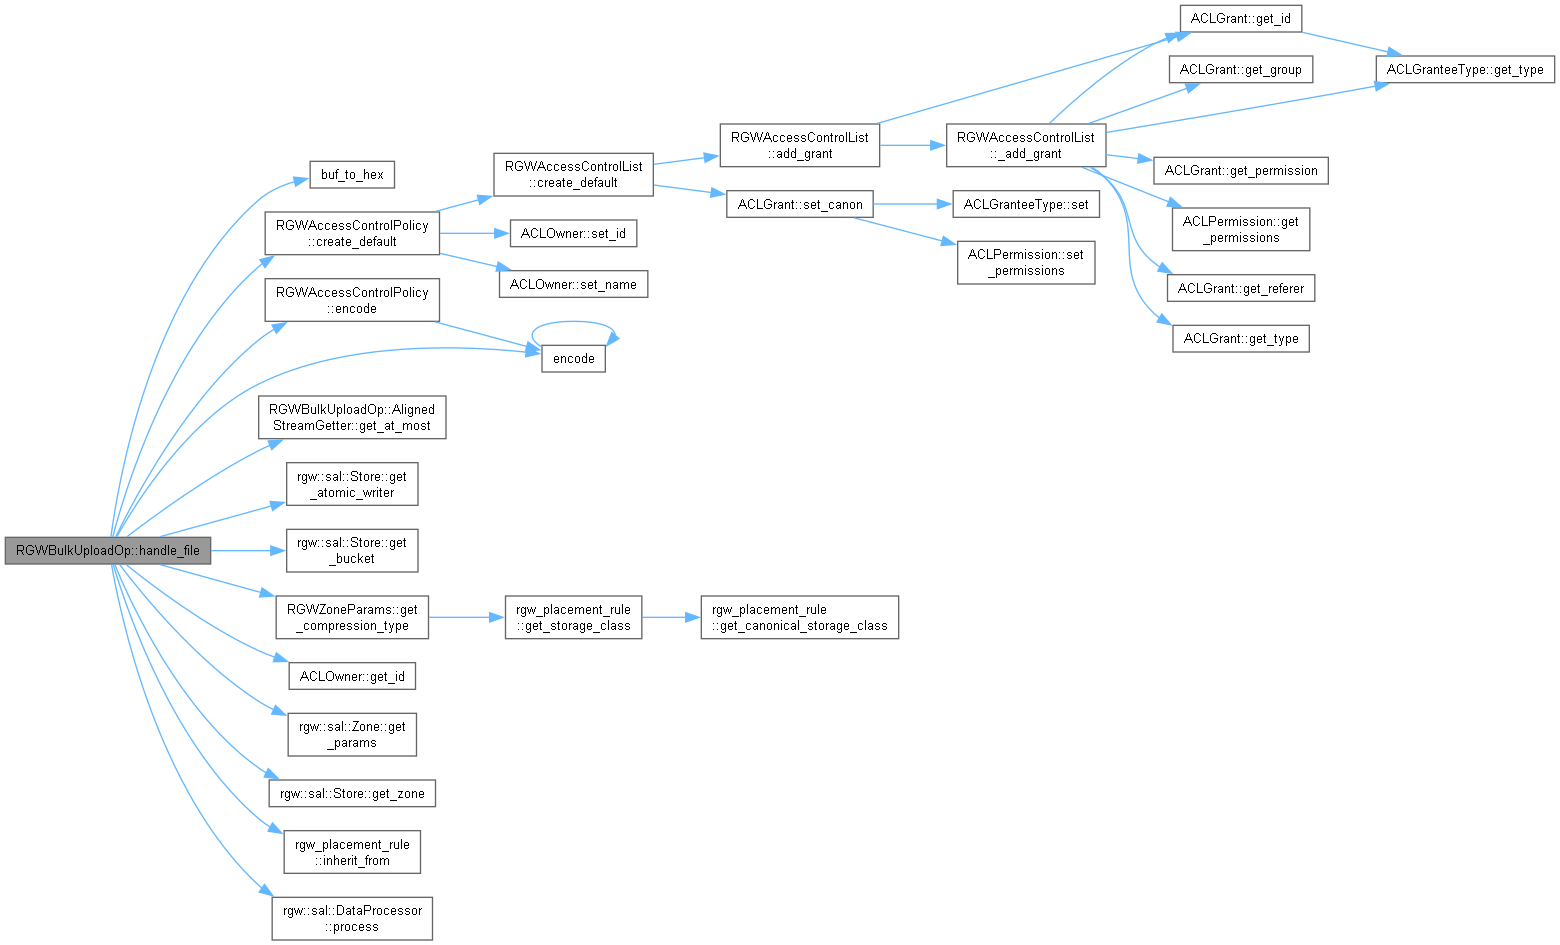 RGWBulkUploadOp::handle_file
buf_to_hex
RGWAccessControlPolicy
::create_default
RGWAccessControlList
::create_default
RGWAccessControlList
::add_grant
ACLGrant::get_id
ACLGranteeType::get_type
RGWAccessControlList
::_add_grant
ACLGrant::get_group
ACLGrant::get_permission
ACLPermission::get
_permissions
ACLGrant::get_referer
ACLGrant::get_type
ACLGrant::set_canon
ACLGranteeType::set
ACLPermission::set
_permissions
ACLOwner::set_id
ACLOwner::set_name
RGWAccessControlPolicy
::encode
encode
RGWBulkUploadOp::Aligned
StreamGetter::get_at_most
rgw::sal::Store::get
_atomic_writer
rgw::sal::Store::get
_bucket
RGWZoneParams::get
_compression_type
rgw_placement_rule
::get_storage_class
rgw_placement_rule
::get_canonical_storage_class
ACLOwner::get_id
rgw::sal::Zone::get
_params
rgw::sal::Store::get_zone
rgw_placement_rule
::inherit_from
rgw::sal::DataProcessor
::process